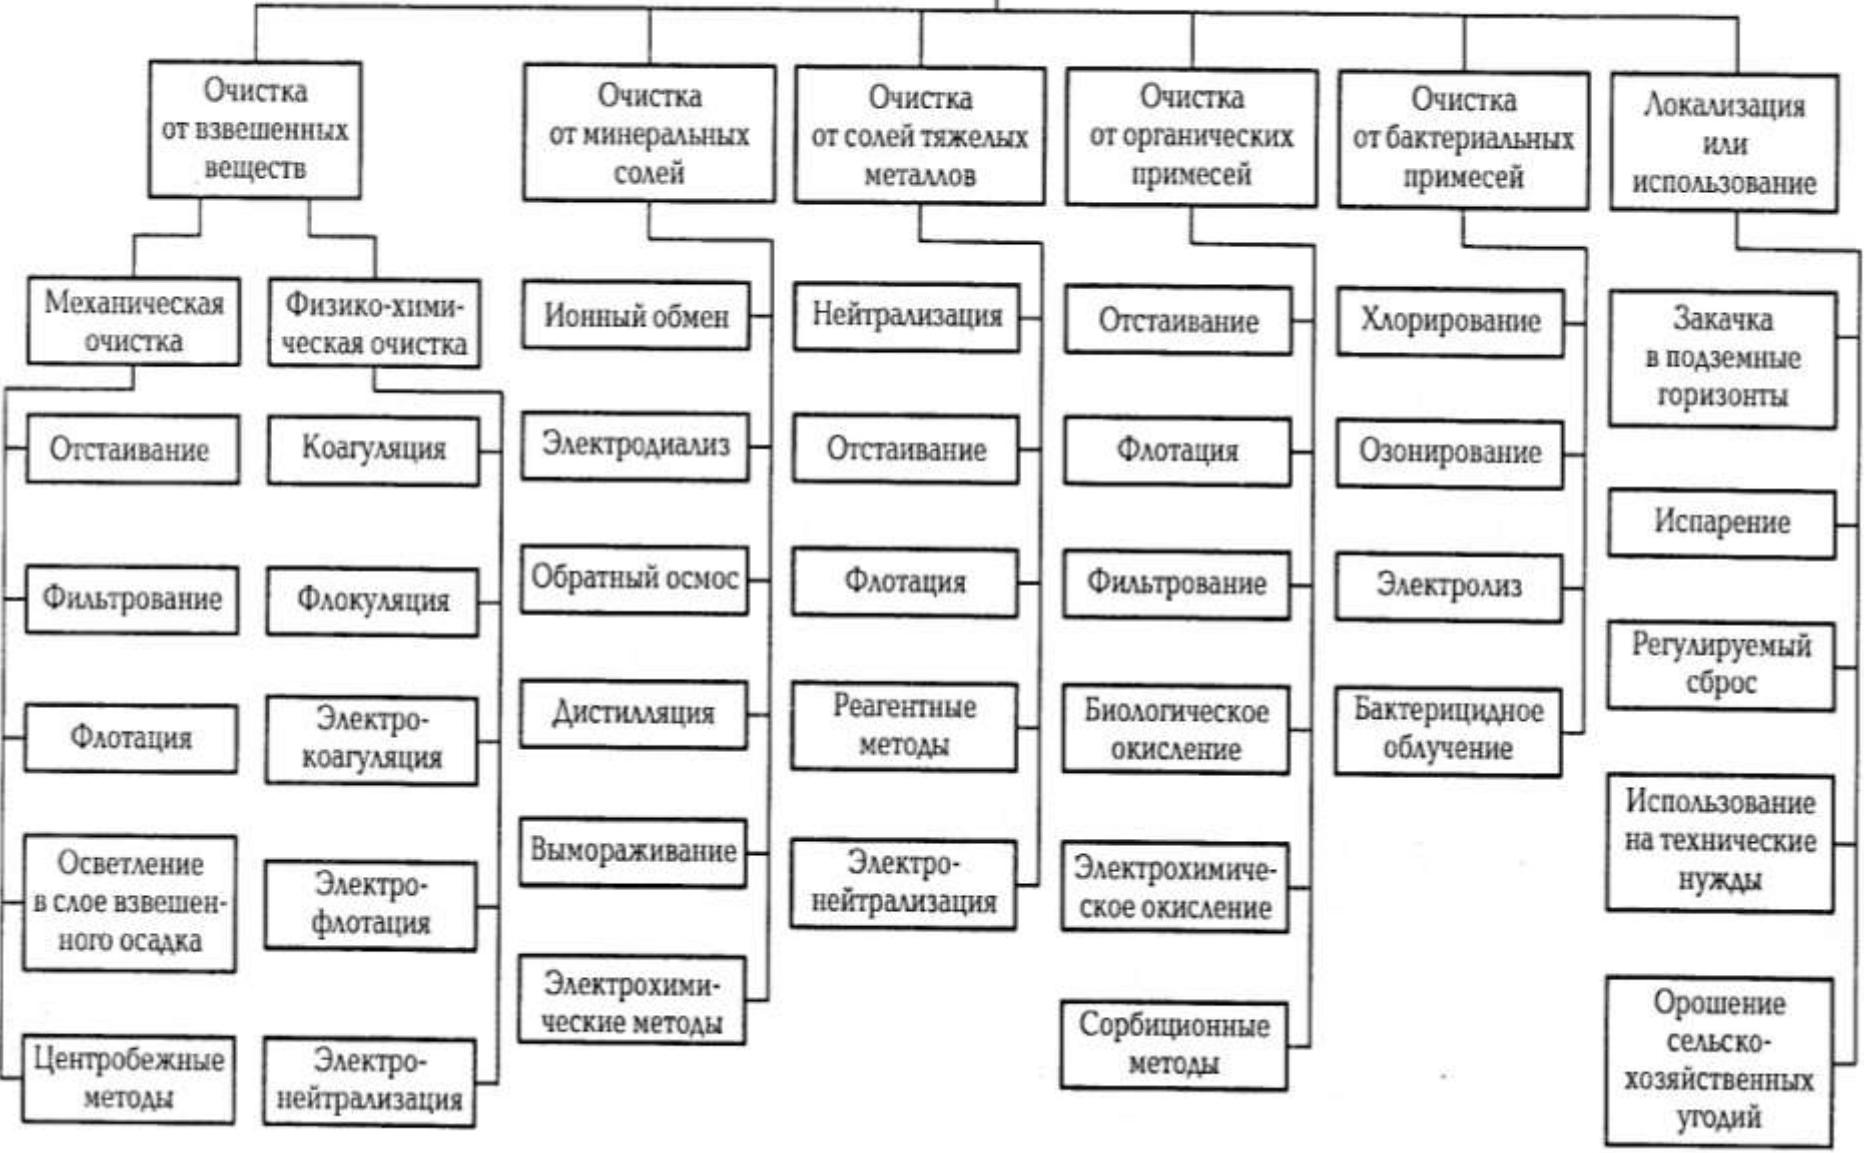 Очистка
от взвешенных
веществ
Очистка
от минеральных
солей
Очистка
от солей тяжелых
металлов
Очистка
от органических
примесей
Очистка
от бактериальных
примесей
Локализация
или
использование
Механическая
очистка
Отстаивание
Фильтрование
Флотация
Осветление
в слое взвешен-
ного осадка
Центробежные
методы
Физико-хими-
ческая очистка
Коагуляция
Флокуляция
Электро-
коагуляция
Электро-
флотация
Электро-
нейтрализация
Ионный обмен
Электродиализ
Обратный осмос
Дистилляция
Вымораживание
Электрохими-
ческие методы
Нейтрализация
Отстаивание
Флотация
Реагентные
методы
Электро-
нейтрализация
Отстаивание
Флотация
Фильтрование
Биологическое
окисление
Электрохимиче-
ское окисление
Сорбиционные
методы
Хлорирование
Озонирование
Электролиз
Бактерицидное
облучение
Закачка
в подземные
горизонты
Испарение
Регулируемый
сброс
Использование
на технические
нужды
Орошение
сельско-
хозяйственных
угодий